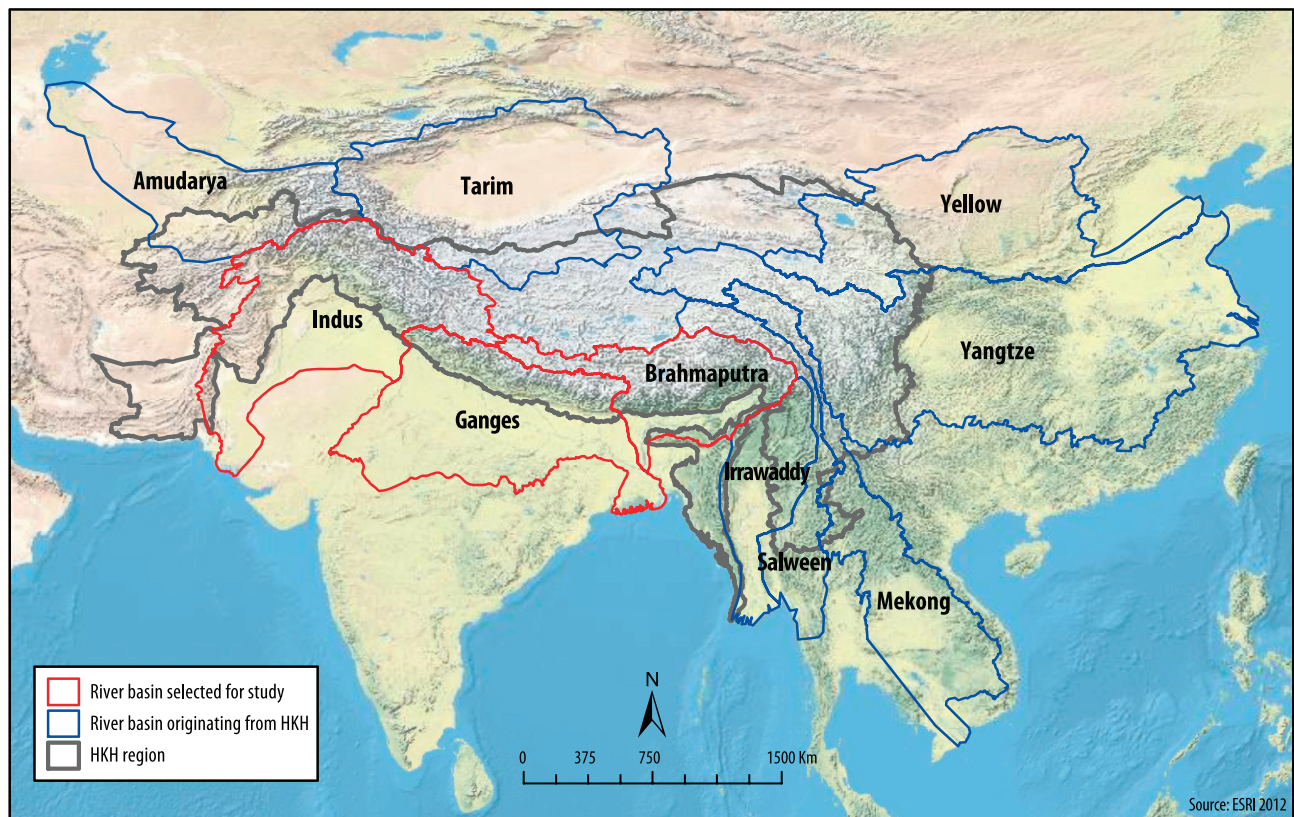 Amudarya
Tarim
Yellow
Indus
Yangtze
Brahmaputra
Ganges
Irrawaddy
Salween
Mekong
River basin selected for study
River basin originating from HKH
HKH region
N
0 375 750 1500 Km
Source: ESRI 2012